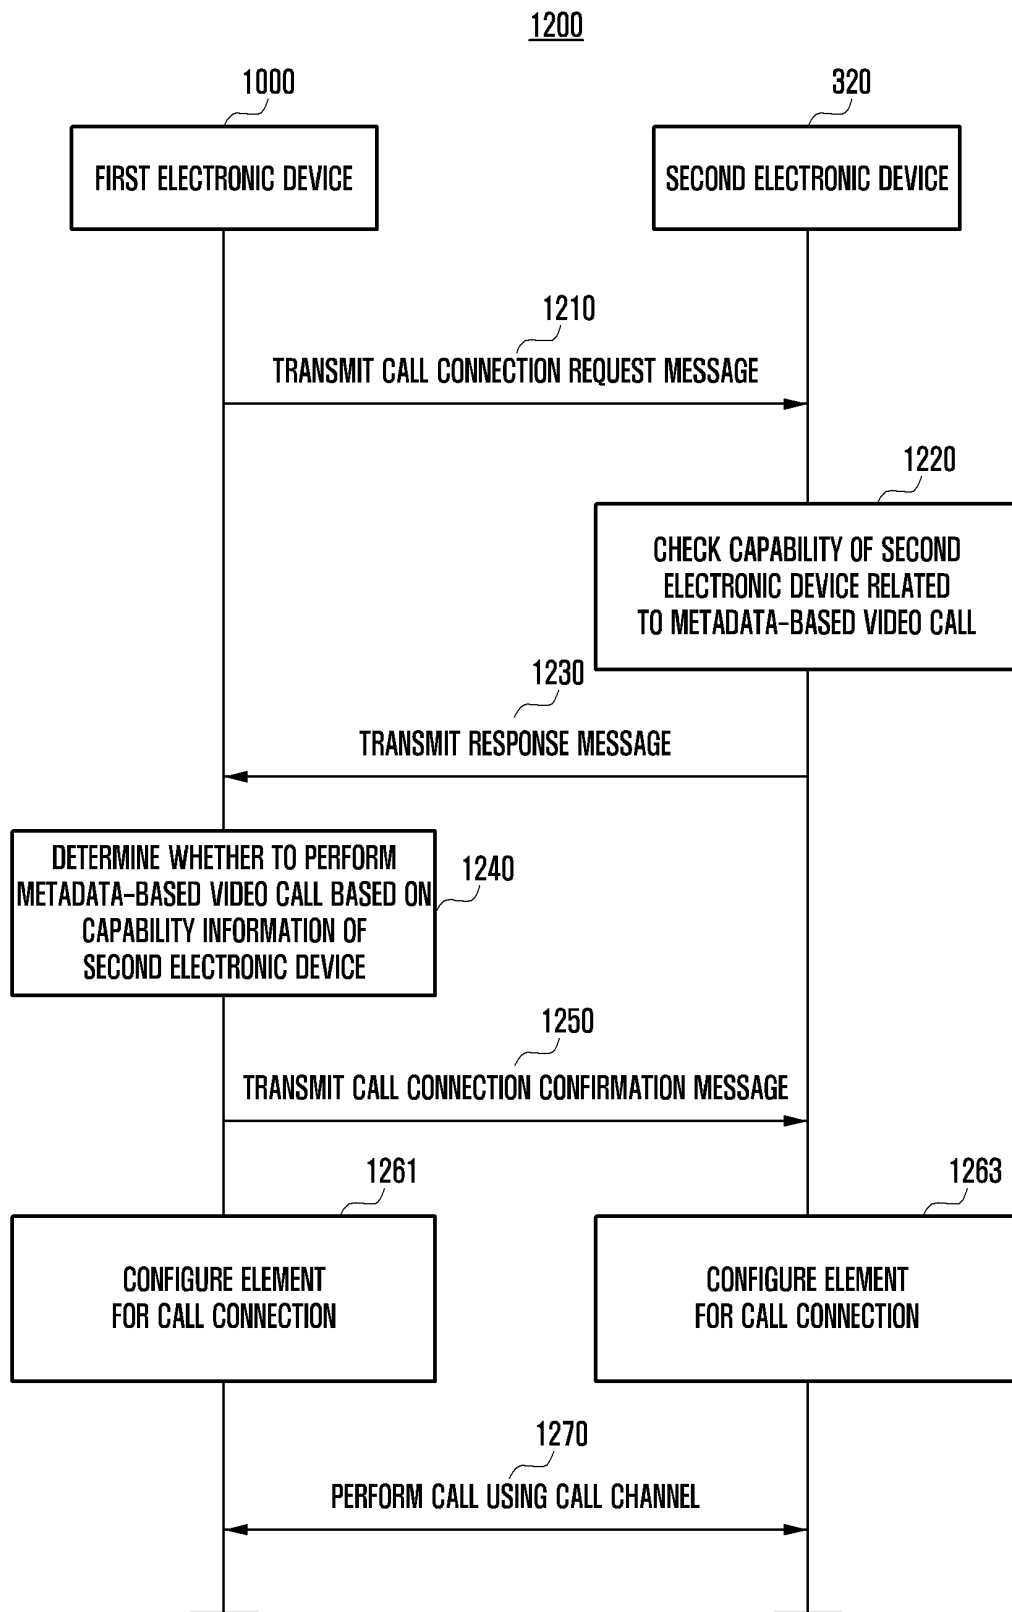 1200
1000
320
FIRST ELECTRONIC DEVICE
SECOND ELECTRONIC DEVICE
1210
TRANSMIT CALL CONNECTION REQUEST MESSAGE
1220
CHECK CAPABILITY OF SECOND
ELECTRONIC DEVICE RELATED
TO METADATA-BASED VIDEO CALL
1230
TRANSMIT RESPONSE MESSAGE
DETERMINE WHETHER TO PERFORM
METADATA-BASED VIDEO CALL BASED ON
CAPABILITY INFORMATION OF
SECOND ELECTRONIC DEVICE
1240
1250
TRANSMIT CALL CONNECTION CONFIRMATION MESSAGE
1261
1263
CONFIGURE ELEMENT
FOR CALL CONNECTION
CONFIGURE ELEMENT
FOR CALL CONNECTION
1270
PERFORM CALL USING CALL CHANNEL